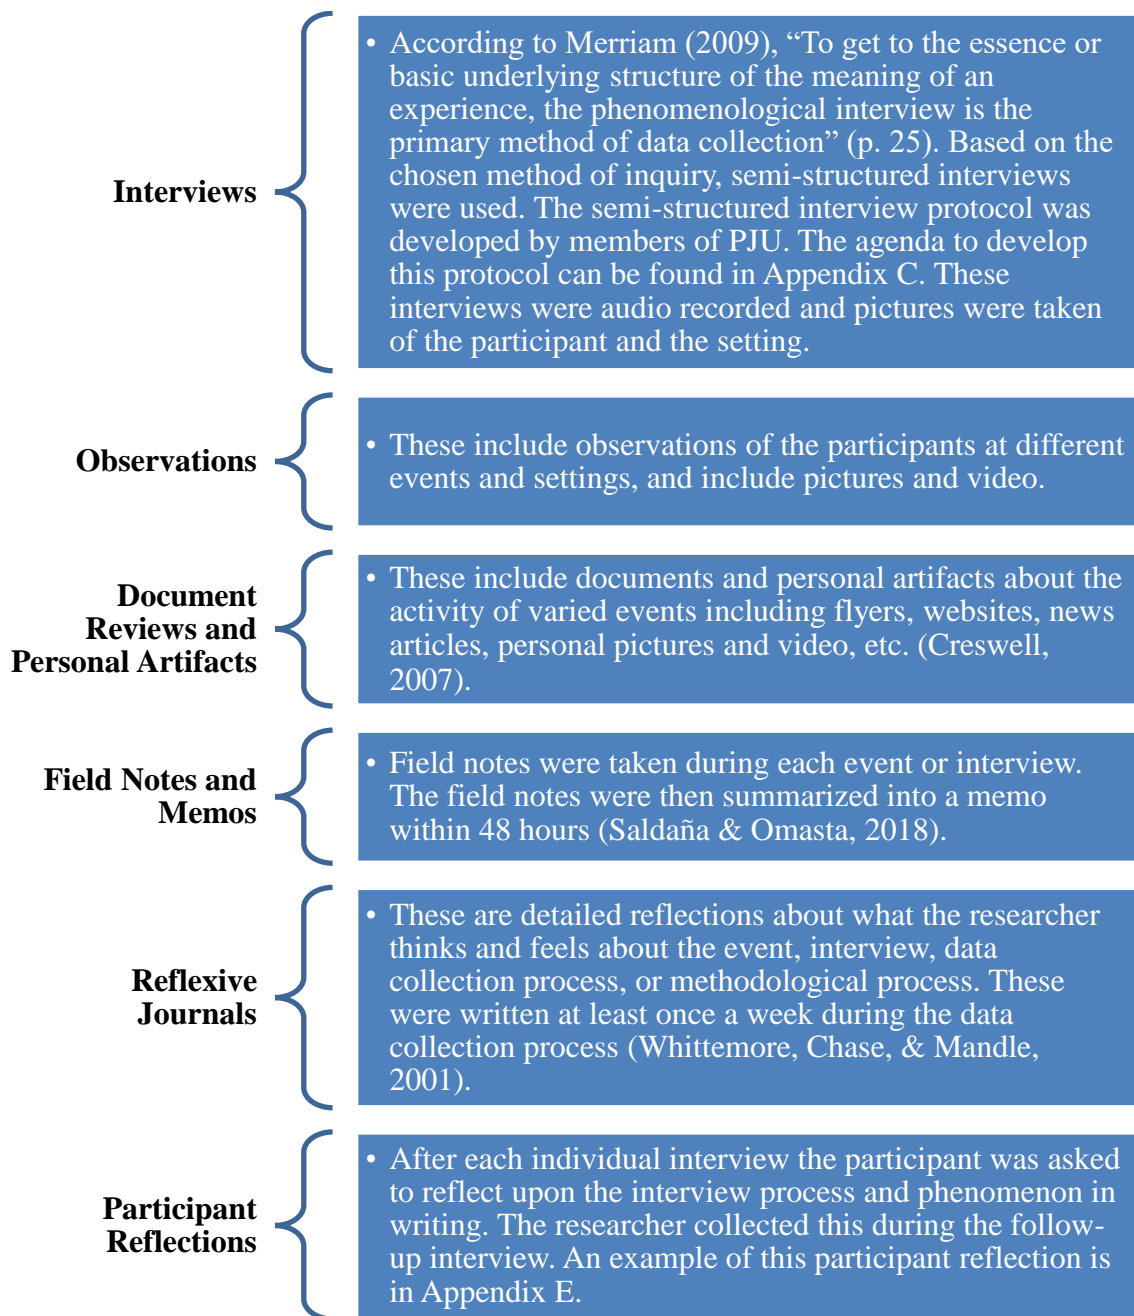 Interviews
• According to Merriam (2009), “To get to the essence or
basic underlying structure of the meaning of an
experience, the phenomenological interview is the
primary method of data collection” (p. 25). Based on the
chosen method of inquiry, semi-structured interviews
were used. The semi-structured interview protocol was
developed by members of PJU. The agenda to develop
this protocol can be found in Appendix C. These
interviews were audio recorded and pictures were taken
of the participant and the setting.
Observations
• These include observations of the participants at different
events and settings, and include pictures and video.
Document
Reviews and
Personal Artifacts
• These include documents and personal artifacts about the
activity of varied events including flyers, websites, news
articles, personal pictures and video, etc. (Creswell,
2007).
Field Notes and
Memos
• Field notes were taken during each event or interview.
The field notes were then summarized into a memo
within 48 hours (Saldaña & Omasta, 2018).
Reflexive
Journals
• These are detailed reflections about what the researcher
thinks and feels about the event, interview, data
collection process, or methodological process. These
were written at least once a week during the data
collection process (Whittemore, Chase, & Mandle,
2001).
Participant
Reflections
• After each individual interview the participant was asked
to reflect upon the interview process and phenomenon in
writing. The researcher collected this during the follow-
up interview. An example of this participant reflection is
in Appendix E.